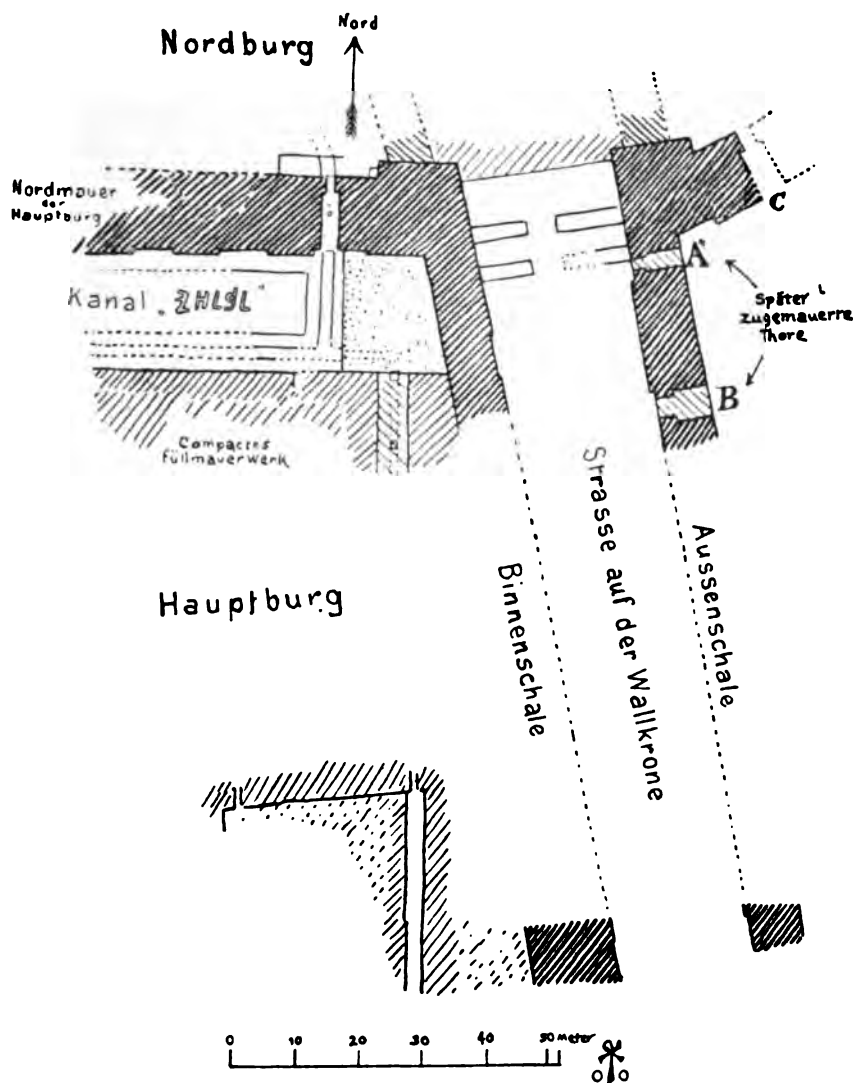 Nord
Nordburg
Nordmauer
der
Hauptburg
C
A
Kanal „
Später
zugemauerre
Thore
B
Compactes
Füllmauerwerk
Strasse auf der Wallkrone
Aussenschale
Binnenschale
Hauptburg
0 10 20 30 40 50 Meter